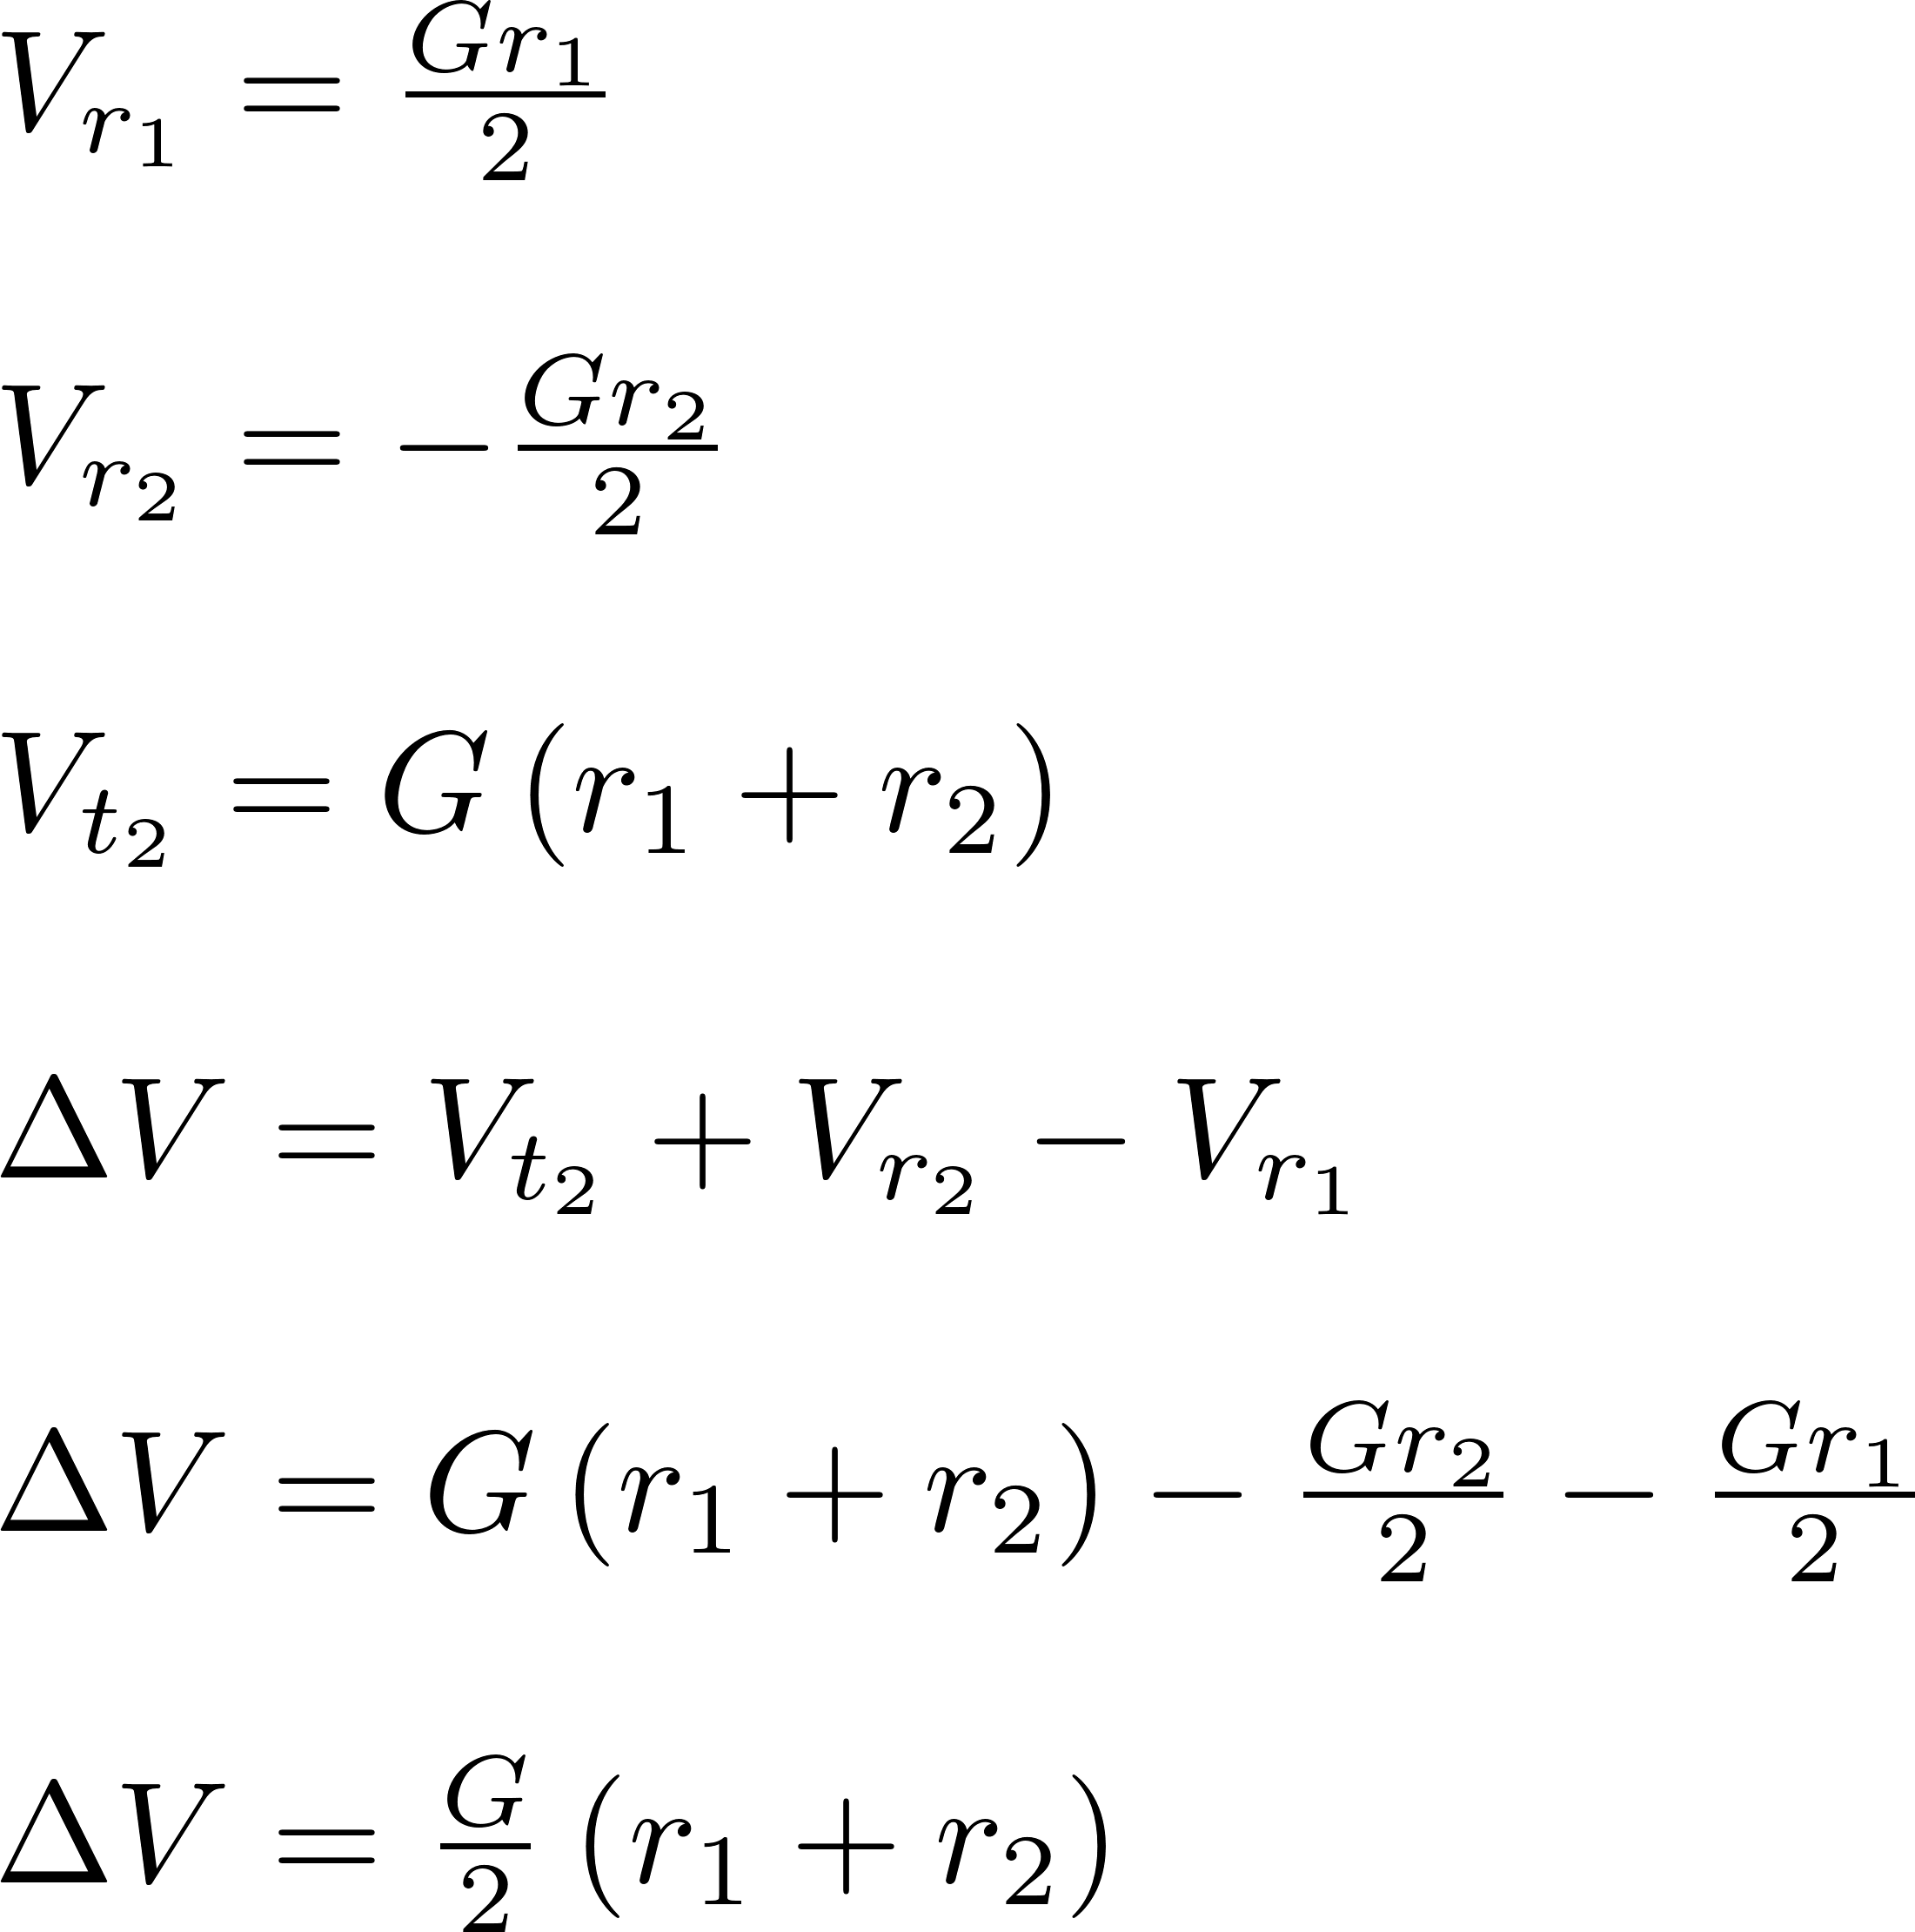 $V_{r_1} = \frac{Gr_1}{2}$
$V_{r_2} = -\frac{Gr_2}{2}$
$V_{t_2} = G(r_1 + r_2)$
$\Delta V = V_{t_2} + V_{r_2} - V_{r_1}$
$\Delta V = G(r_1 + r_2) - \frac{Gr_2}{2} - \frac{Gr_1}{2}$
$\Delta V = \frac{G}{2}(r_1 + r_2)$